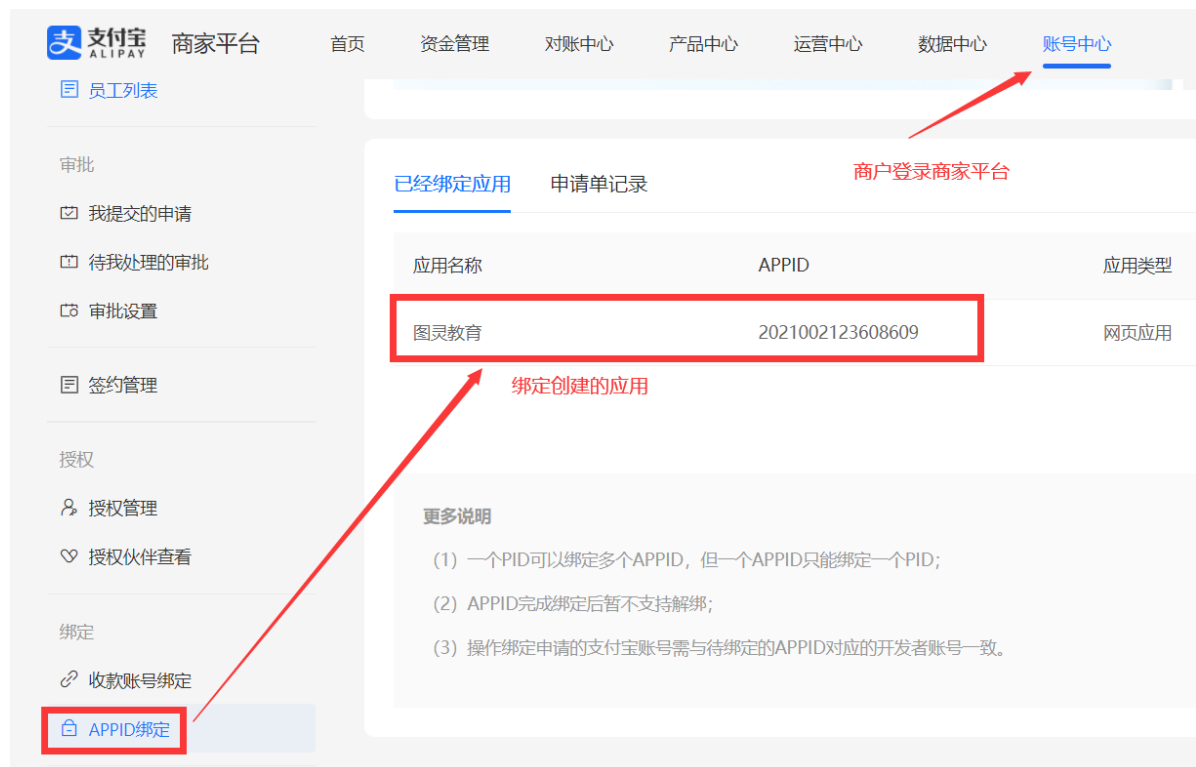 支付宝 ALIPAY 商家平台 首页 资金管理 对账中心 产品中心 运营中心 数据中心 账号中心
员工列表
审批
我提交的申请
待我处理的审批
审批设置
签约管理
授权
授权管理
授权伙伴查看
绑定
收款账号绑定
APPID绑定
商户登录商家平台
已经绑定应用 申请单记录
应用名称 APPID 应用类型
图灵教育 2021002123608609 网页应用
绑定创建的应用
更多说明
(1) 一个PID可以绑定多个APPID，但一个APPID只能绑定一个PID;
(2) APPID完成绑定后暂不支持解绑;
(3) 操作绑定申请的支付宝账号需与待绑定的APPID对应的开发者账号一致。